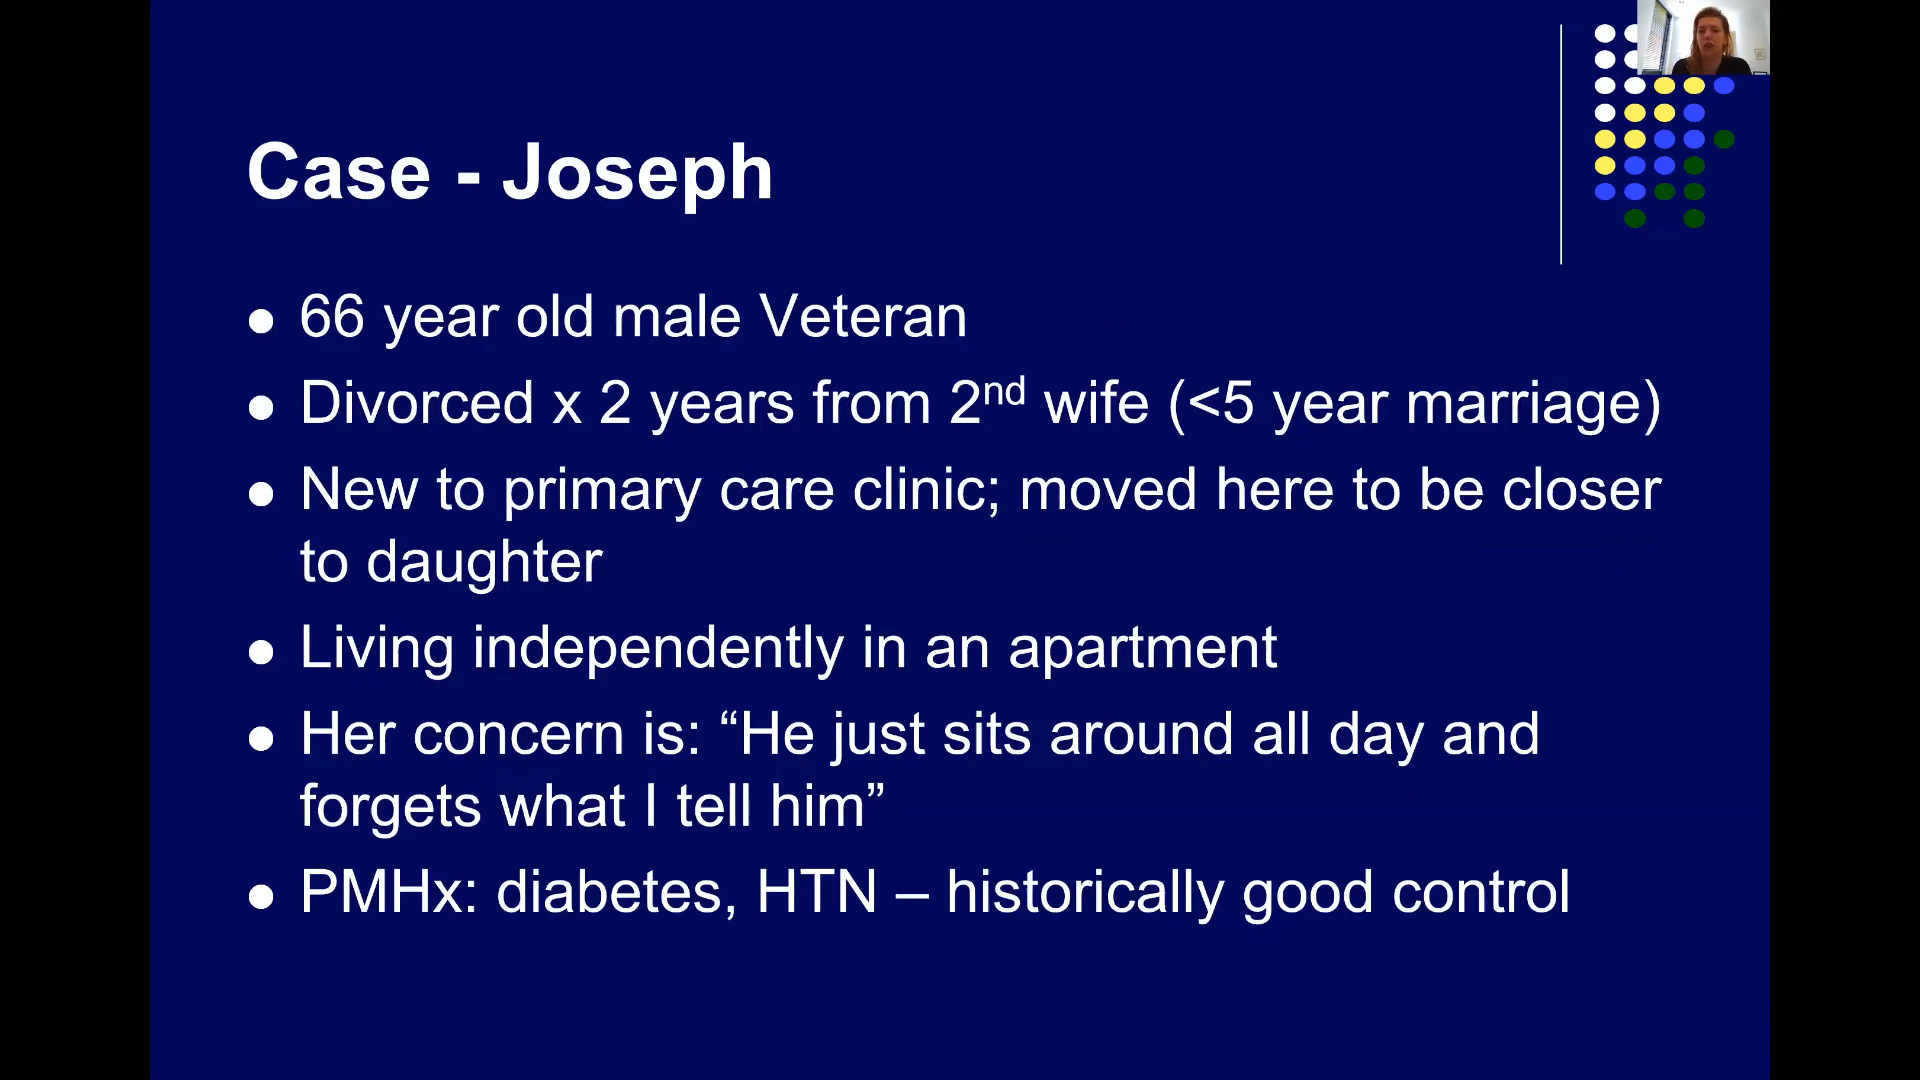 Case - Joseph
66 year old male Veteran
Divorced x 2 years from 2nd wife (<5 year marriage)
New to primary care clinic; moved here to be closer
to daughter
Living independently in an apartment
Her concern is: “He just sits around all day and
forgets what I tell him”
PMHx: diabetes, HTN – historically good control